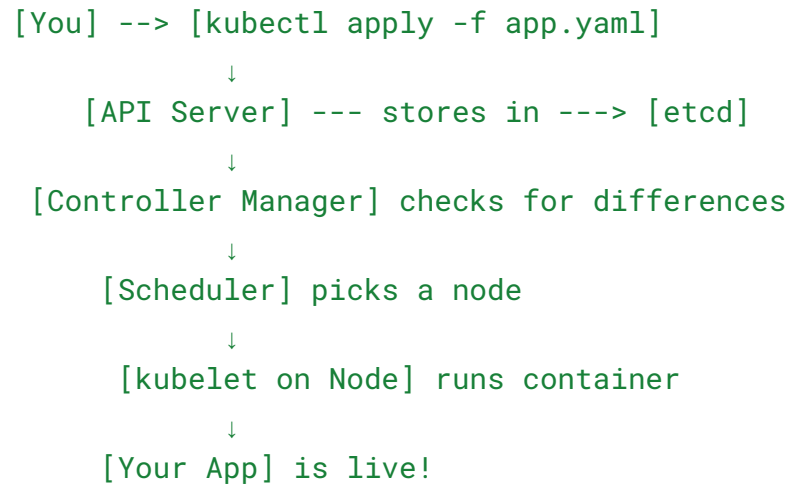 [You] --> [kubectl apply -f app.yaml]
↓
[API Server] --- stores in ---> [etcd]
↓
[Controller Manager] checks for differences
↓
[Scheduler] picks a node
↓
[kubelet on Node] runs container
↓
[Your App] is live!